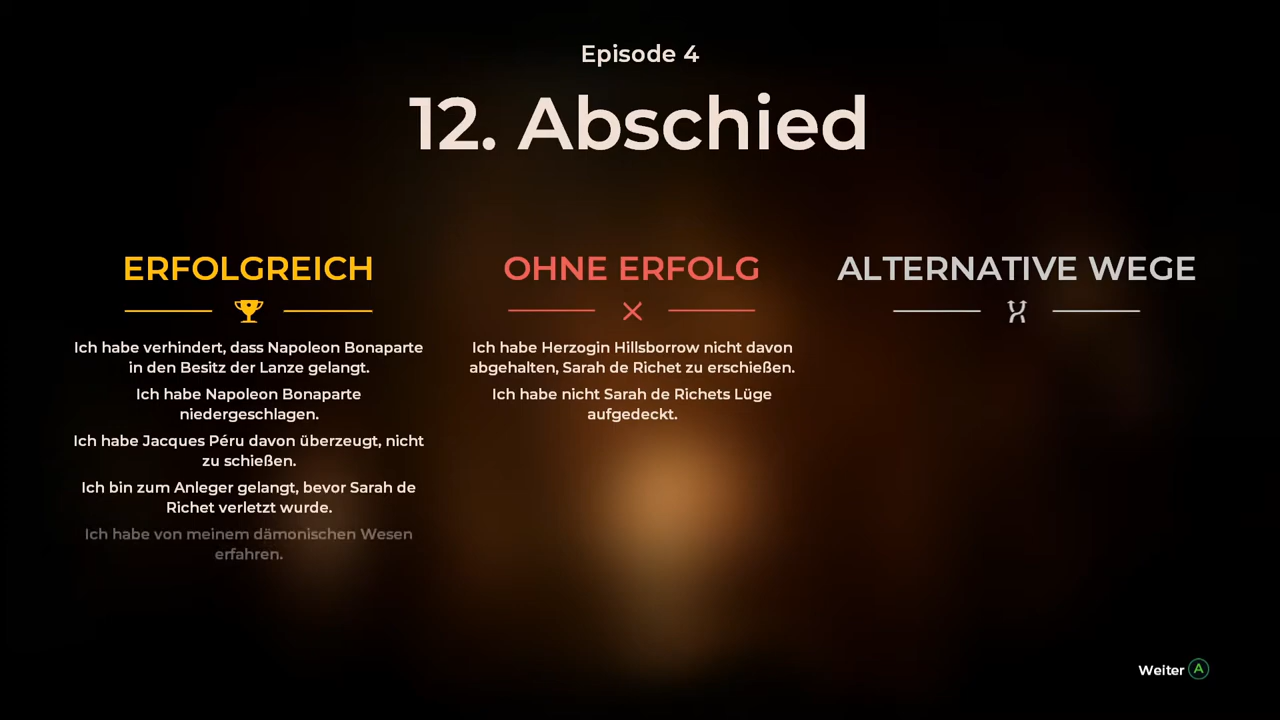 Episode 4
12. Abschied
ERFOLGREICH
Ich habe verhindert, dass Napoleon Bonaparte
in den Besitz der Lanze gelangt.
Ich habe Napoleon Bonaparte
niedergeschlagen.
Ich habe Jacques Péru davon überzeugt, nicht
zu schießen.
Ich bin zum Anleger gelangt, bevor Sarah de
Richet verletzt wurde.
Ich habe von meinem dämonischen Wesen
erfahren.
OHNE ERFOLG
Ich habe Herzogin Hillsborrow nicht davon
abgehalten, Sarah de Richet zu erschießen.
Ich habe nicht Sarah de Richets Lüge
aufgedeckt.
ALTERNATIVE WEGE
Weiter A